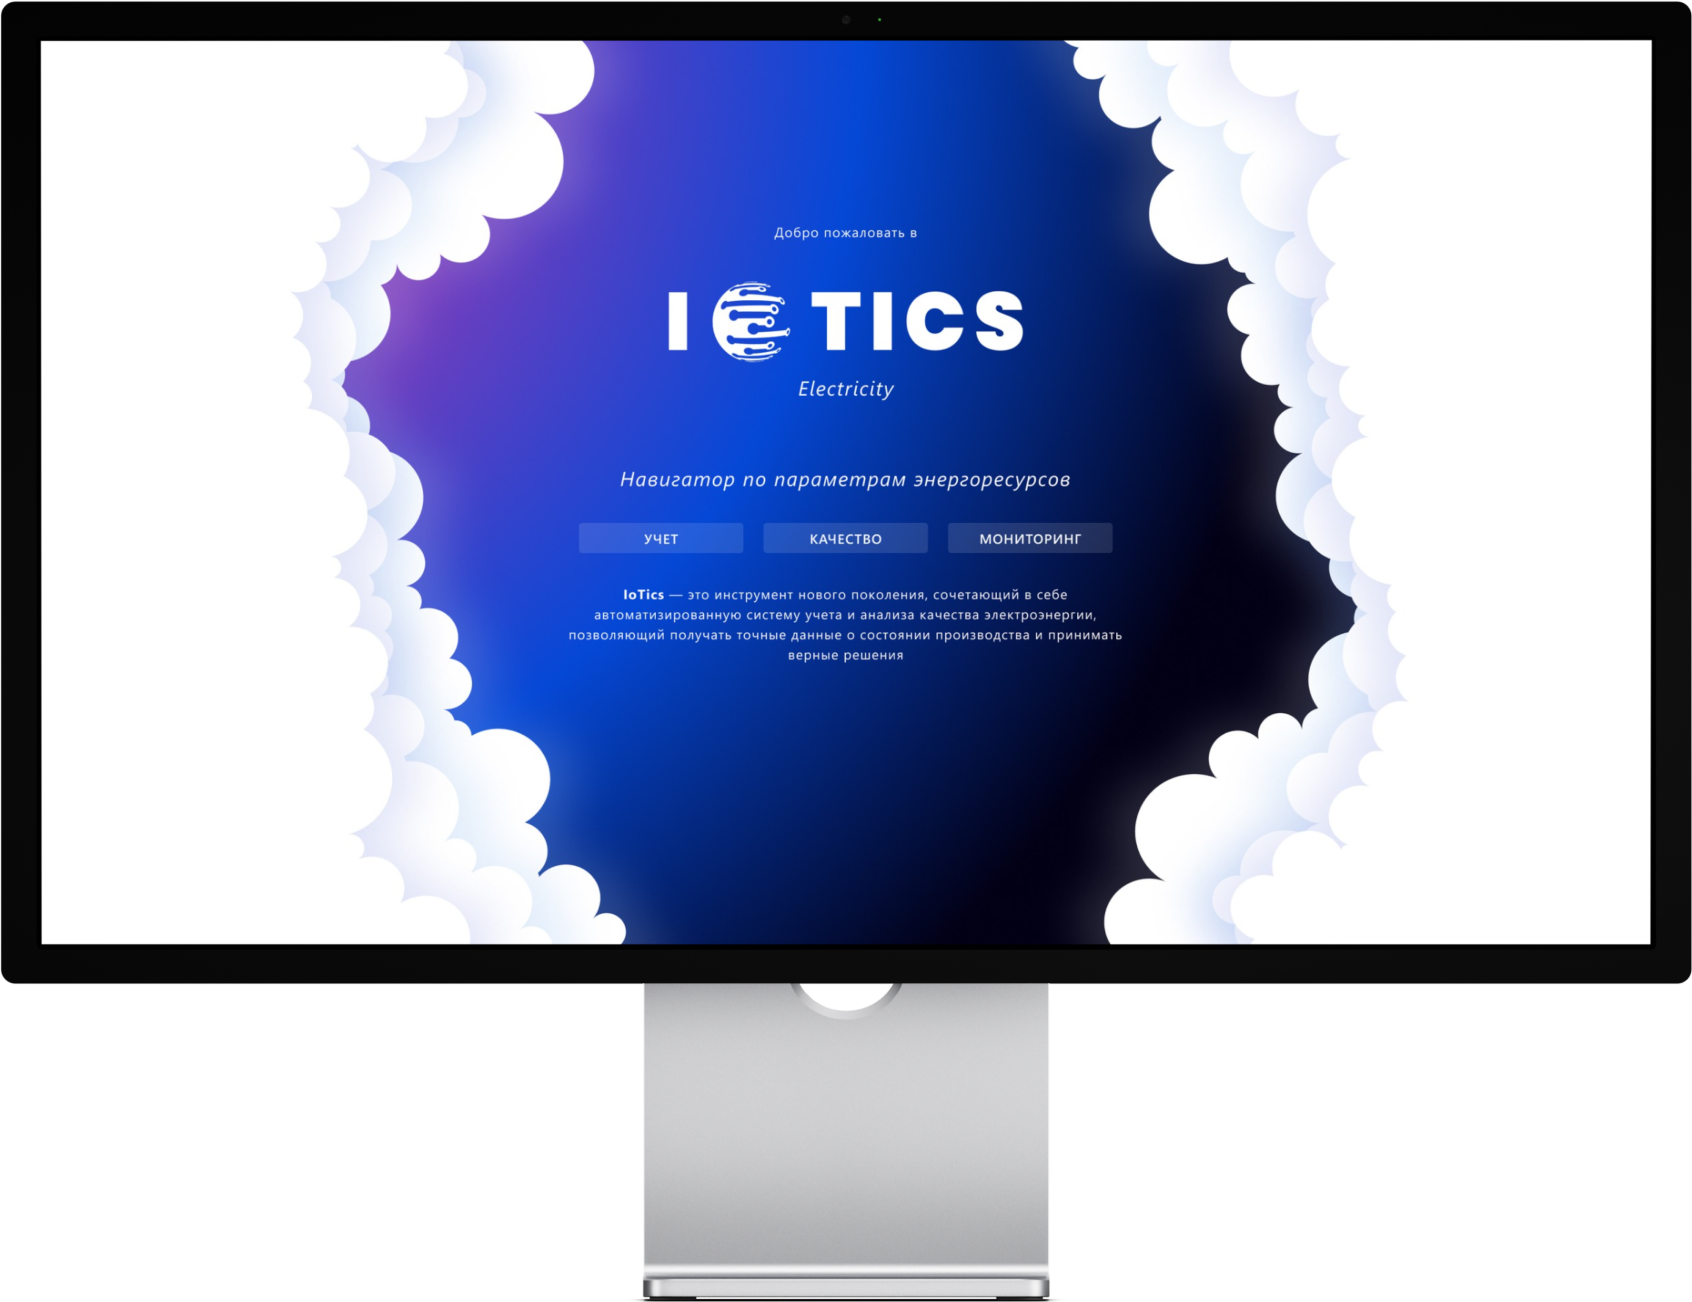 Добро пожаловать в
IOTICS
Electricity
Навигатор по параметрам энергоресурсов
УЧЕТ КАЧЕСТВО МОНИТОРИНГ
IoTics — это инструмент нового поколения, сочетающий в себе
автоматизированную систему учета и анализа качества электроэнергии,
позволяющий получать точные данные о состоянии производства и принимать
верные решения